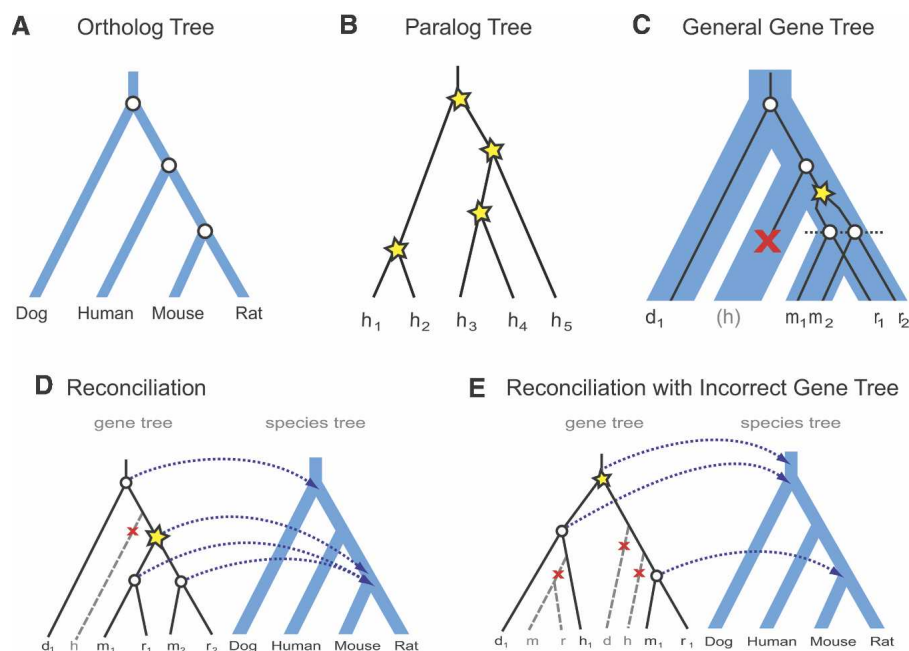 A Ortholog Tree
Dog Human Mouse Rat
B Paralog Tree
h1 h2 h3 h4 h5
C General Gene Tree
d1 (h) m1 m2 r1 r2
D Reconciliation
gene tree species tree
d1 h m1 r1 m2 r2 Dog Human Mouse Rat
E Reconciliation with Incorrect Gene Tree
gene tree species tree
d1 m r h1 d h m1 r1 Dog Human Mouse Rat